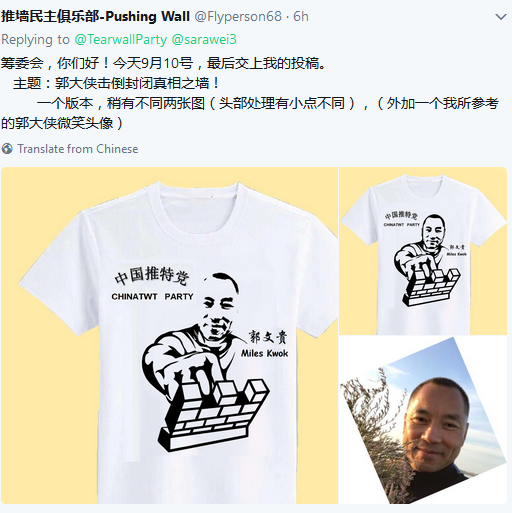 推墙民主俱乐部-Pushing Wall @Flyperson68 · 6h
Replying to @TearwallParty @sarawei3
筹委会，你们好！今天9月10号，最后交上我的投稿。
主题：郭大侠击倒封闭真相之墙！
一个版本，稍有不同两张图（头部处理有小点不同），（外加一个我所参考
的郭大侠微笑头像）
Translate from Chinese
中国推特党
CHINATWT PARTY
郭文貴
Miles Kwok
中国推特党
CHINATWT PARTY
郭文貴
Miles Kwok